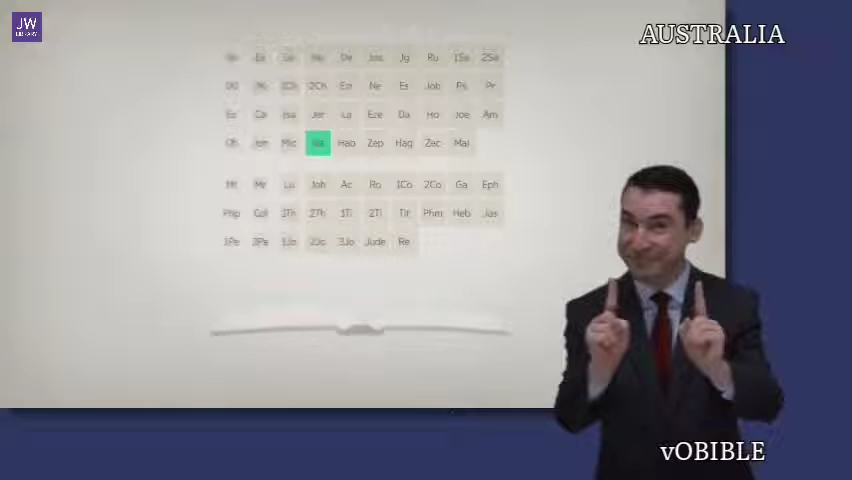 JW
LIBRARY
AUSTRALIA
Ge Ex Le Nu De Jos Jg Ru 1Sa 2Sa
2Ch Ezr Ne Es Job Ps Pr
Ec Ca Isa Jer La Eze Da Ho Joe Am
Ob Jon Mic Na Hab Zep Hag Zec Mal
Mt Mr Lu Joh Ac Ro 1Co 2Co Ga Eph
Php Col 1Th 2Th 1Ti 2Ti Tit Phm Heb Jas
1Pe 2Pe 1Jo 2Jo 3Jo Jude Re
vOBIBLE